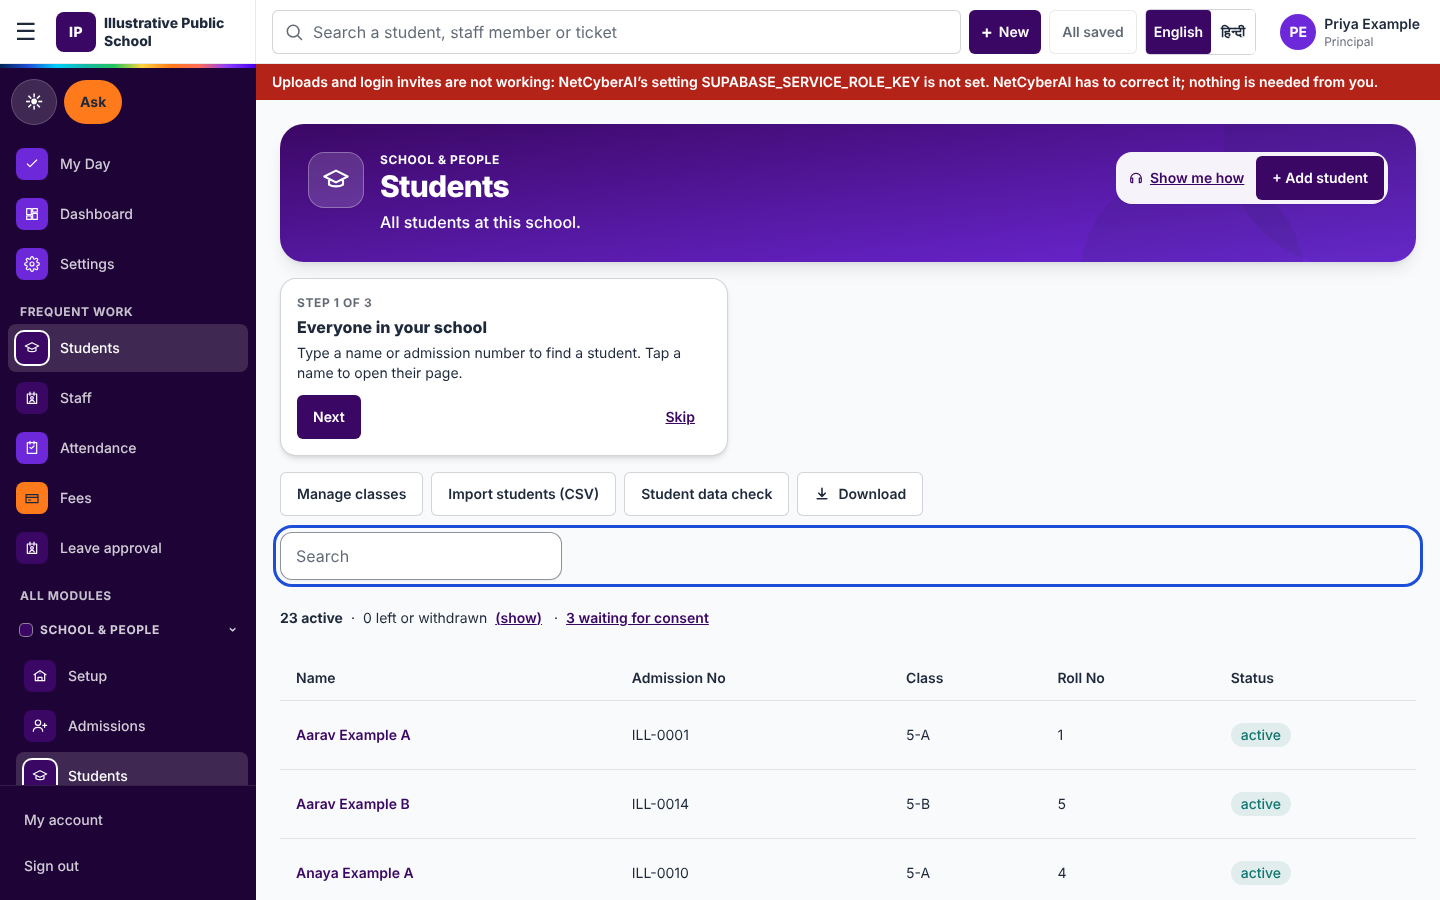 ☰ IP Illustrative Public School
Search a student, staff member or ticket
+ New
All saved
English हिन्दी
PE Priya Example
Principal
Uploads and login invites are not working: NetCyberAI’s setting SUPABASE_SERVICE_ROLE_KEY is not set. NetCyberAI has to correct it; nothing is needed from you.
Ask
My Day
Dashboard
Settings
FREQUENT WORK
Students
Staff
Attendance
Fees
Leave approval
ALL MODULES
SCHOOL & PEOPLE
Setup
Admissions
Students
My account
Sign out
SCHOOL & PEOPLE
Students
All students at this school.
Show me how
+ Add student
STEP 1 OF 3
Everyone in your school
Type a name or admission number to find a student. Tap a
name to open their page.
Next
Skip
Manage classes
Import students (CSV)
Student data check
Download
Search
23 active · 0 left or withdrawn (show) · 3 waiting for consent
Name Admission No Class Roll No Status
Aarav Example A ILL-0001 5-A 1 active
Aarav Example B ILL-0014 5-B 5 active
Anaya Example A ILL-0010 5-A 4 active